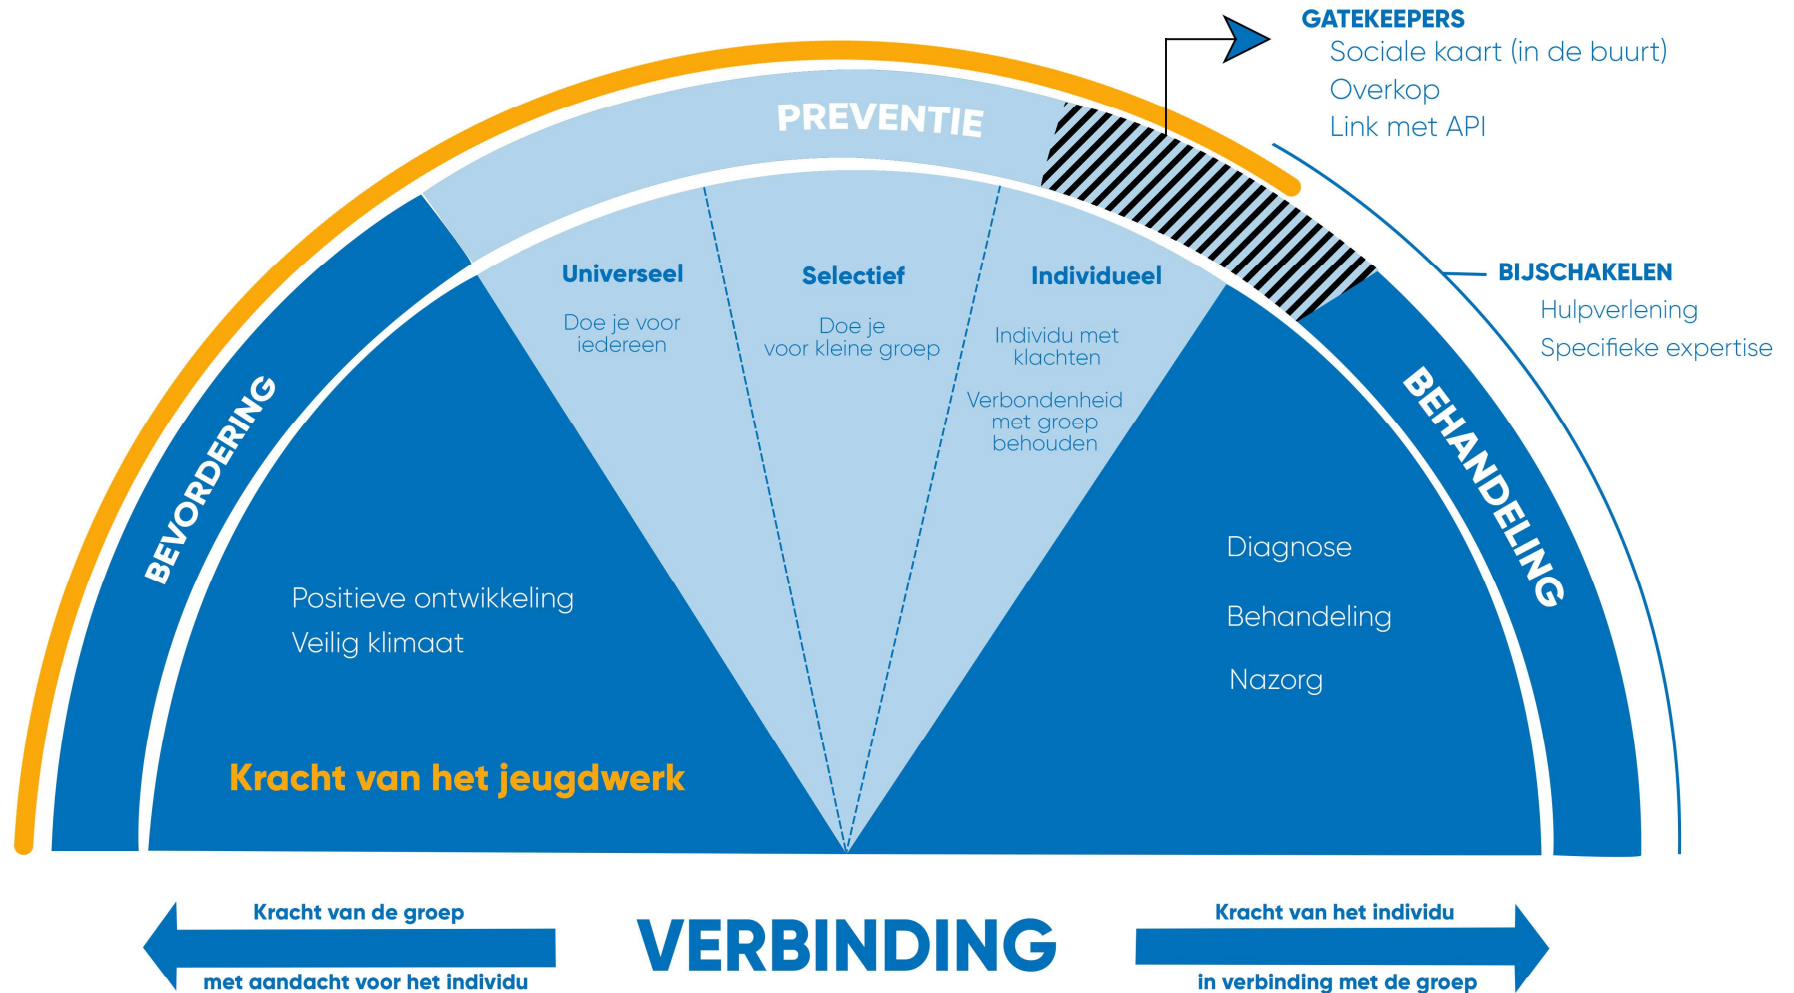 GATEKEEPERS
Sociale kaart (in de buurt)
Overkop
Link met API
PREVENTIE
BIJSCHAKELEN
Hulpverlening
Specifieke expertise
Universeel
Doe je voor
iedereen
Selectief
Doe je
voor kleine groep
Individueel
Individu met
klachten
Verbondenheid
met groep
behouden
BEVORDERING
BEHANDELING
Positieve ontwikkeling
Veilig klimaat
Diagnose
Behandeling
Nazorg
Kracht van het jeugdwerk
Kracht van de groep
met aandacht voor het individu
VERBINDING
Kracht van het individu
in verbinding met de groep